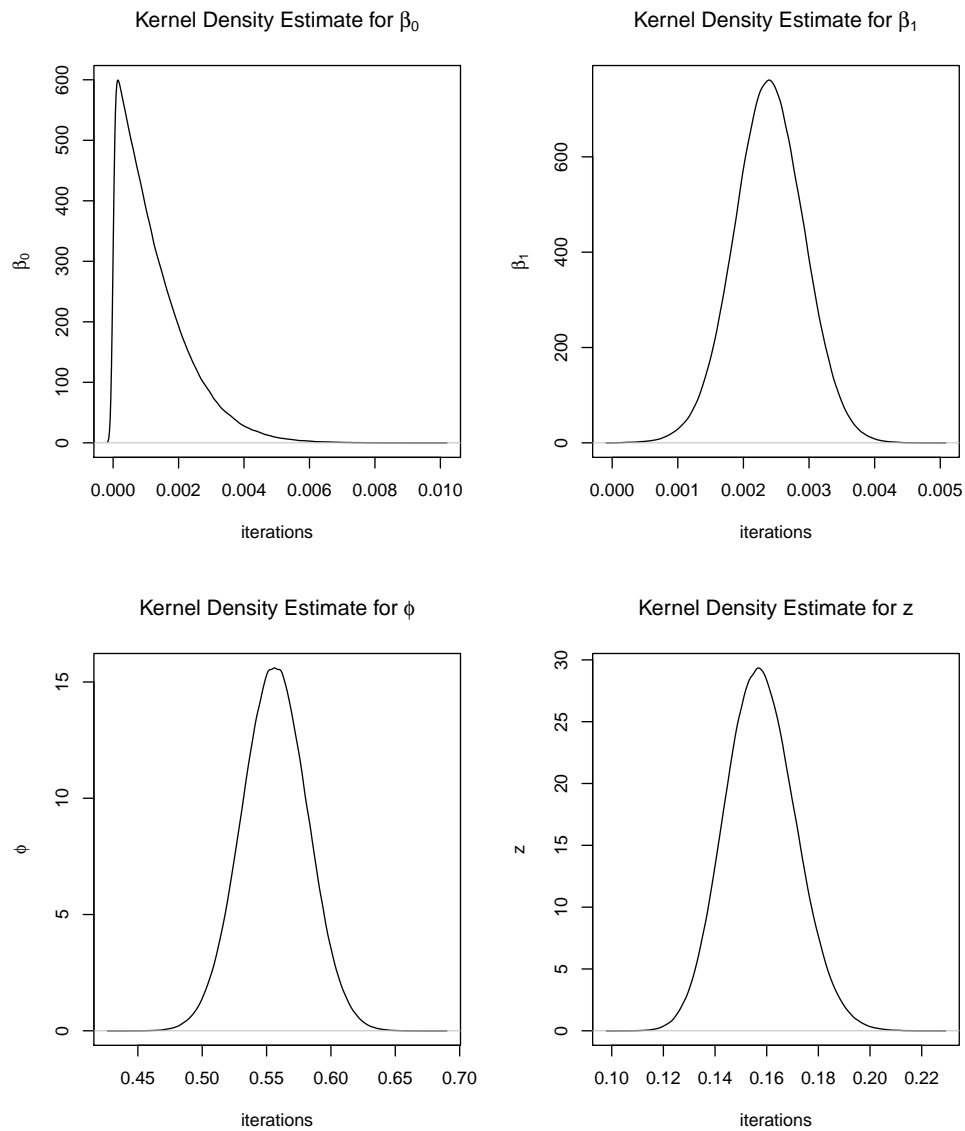 Kernel Density Estimate for β₀
β₀
0 100 200 300 400 500 600
0.000 0.002 0.004 0.006 0.008 0.010
iterations
Kernel Density Estimate for β₁
β₁
0 200 400 600
0.000 0.001 0.002 0.003 0.004 0.005
iterations
Kernel Density Estimate for ϕ
ϕ
0 5 10 15
0.45 0.50 0.55 0.60 0.65 0.70
iterations
Kernel Density Estimate for z
z
0 5 10 15 20 25 30
0.10 0.12 0.14 0.16 0.18 0.20 0.22
iterations